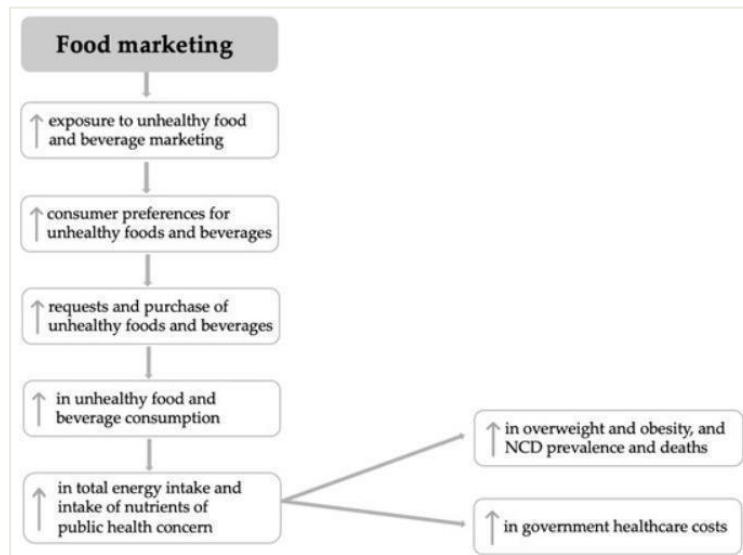 Food marketing
exposure to unhealthy food
and beverage marketing
consumer preferences for
unhealthy foods and beverages
requests and purchase of
unhealthy foods and beverages
in unhealthy food and
beverage consumption
in total energy intake and
intake of nutrients of
public health concern
in overweight and obesity, and
NCD prevalence and deaths
in government healthcare costs